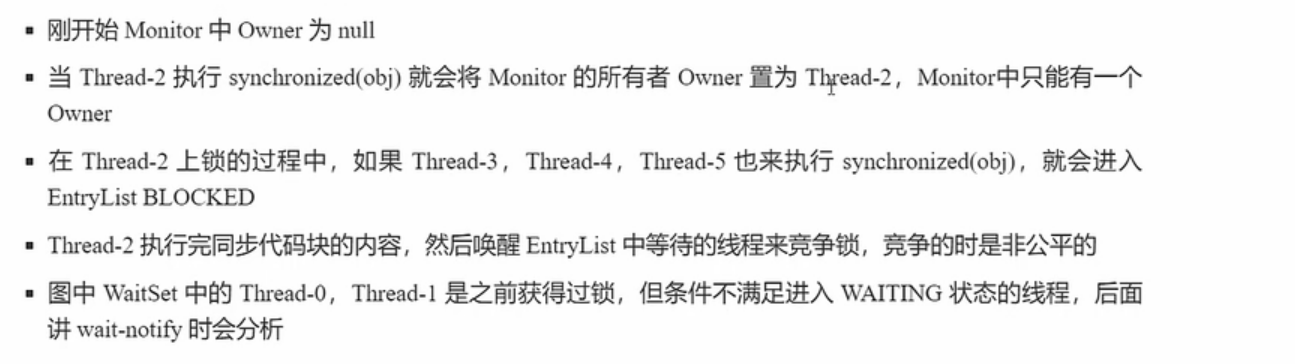 ▪ 刚开始 Monitor 中 Owner 为 null
▪ 当 Thread-2 执行 synchronized(obj) 就会将 Monitor 的所有者 Owner 置为 Thread-2，Monitor中只能有一个
Owner
▪ 在 Thread-2 上锁的过程中，如果 Thread-3，Thread-4，Thread-5 也来执行 synchronized(obj)，就会进入
EntryList BLOCKED
▪ Thread-2 执行完同步代码块的内容，然后唤醒 EntryList 中等待的线程来竞争锁，竞争的时是非公平的
▪ 图中 WaitSet 中的 Thread-0，Thread-1 是之前获得过锁，但条件不满足进入 WAITING 状态的线程，后面
讲 wait-notify 时会分析